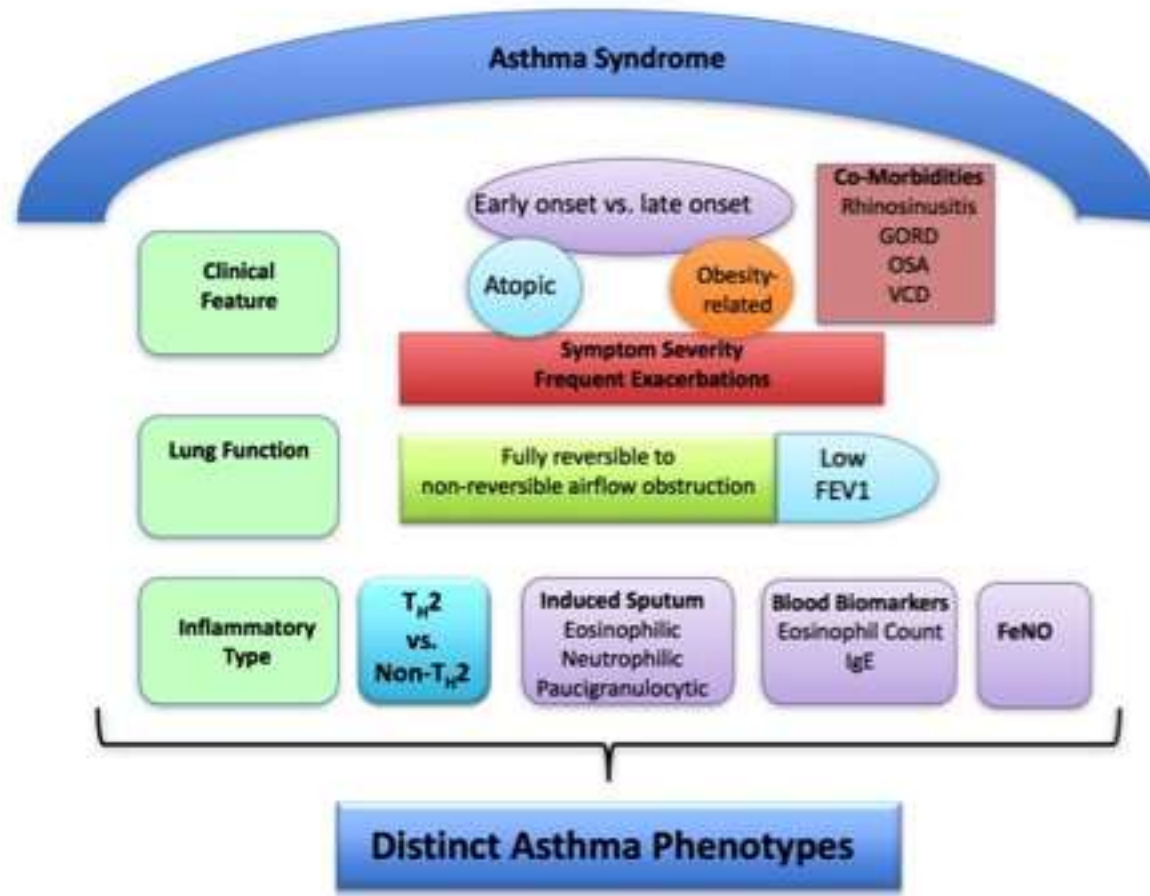 Asthma Syndrome
Early onset vs. late onset
Co-Morbidities
Rhinosinusitis
GORD
OSA
VCD
Clinical
Feature
Atopic
Obesity-
related
Symptom Severity
Frequent Exacerbations
Lung Function
Fully reversible to
non-reversible airflow obstruction
Low
FEV1
Inflammatory
Type
TH2
vs.
Non-TH2
Induced Sputum
Eosinophilic
Neutrophilic
Paucigranulocytic
Blood Biomarkers
Eosinophil Count
IgE
FeNO
Distinct Asthma Phenotypes